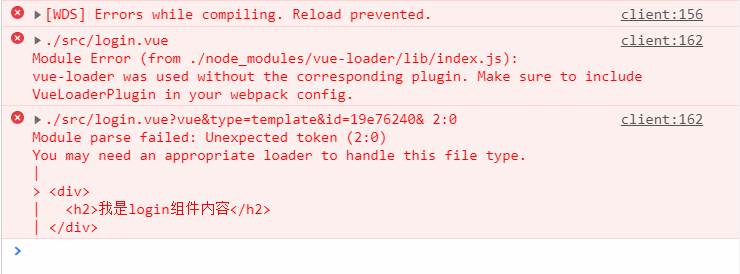 [WDS] Errors while compiling. Reload prevented. client:156
./src/login.vue client:162
Module Error (from ./node_modules/vue-loader/lib/index.js):
vue-loader was used without the corresponding plugin. Make sure to include
VueLoaderPlugin in your webpack config.
./src/login.vue?vue&type=template&id=19e76240& 2:0 client:162
Module parse failed: Unexpected token (2:0)
You may need an appropriate loader to handle this file type.
|
> <div>
|   <h2>我是login组件内容</h2>
| </div>
>